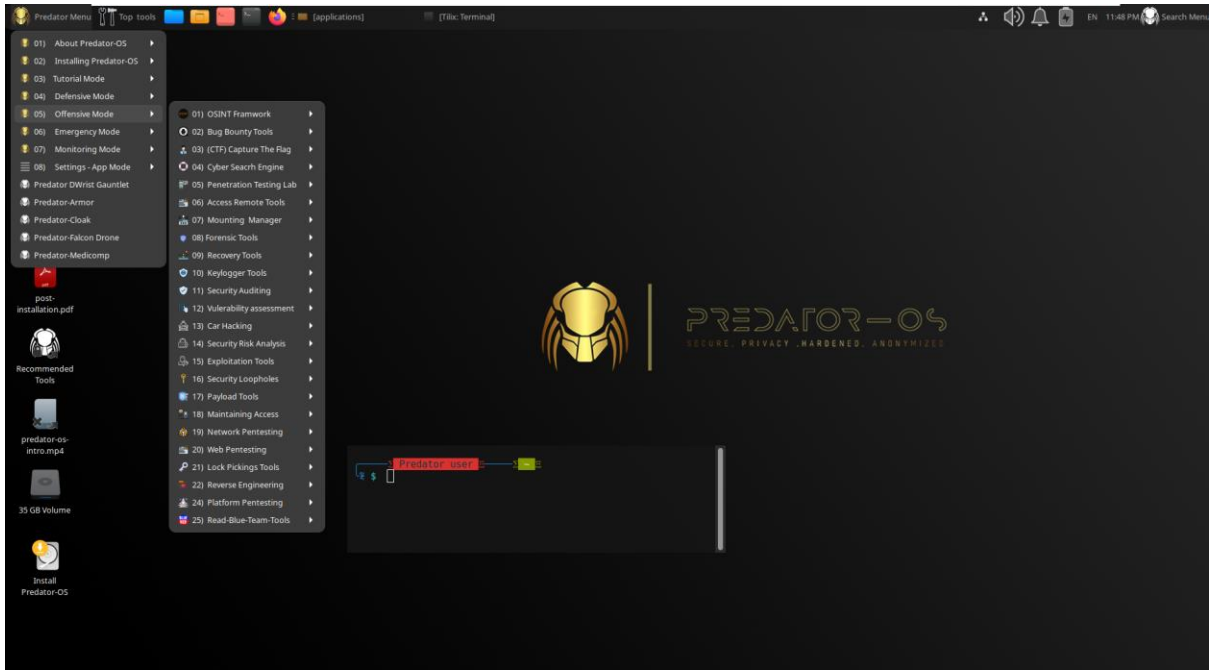 Predator Menu
Top tools
[applications]
[Tilix: Terminal]
EN
11:48 PM
Search Menu
01) About Predator-OS
02) Installing Predator-OS
03) Tutorial Mode
04) Defensive Mode
05) Offensive Mode
06) Emergency Mode
07) Monitoring Mode
08) Settings - App Mode
Predator DWrist Gauntlet
Predator-Armor
Predator-Cloak
Predator-Falcon Drone
Predator-Medicomp
01) OSINT Framwork
02) Bug Bounty Tools
03) (CTF) Capture The Flag
04) Cyber Seacrh Engine
05) Penetration Testing Lab
06) Access Remote Tools
07) Mounting Manager
08) Forensic Tools
09) Recovery Tools
10) Keylogger Tools
11) Security Auditing
12) Vulerability assessment
13) Car Hacking
14) Security Risk Analysis
15) Exploitation Tools
16) Security Loopholes
17) Payload Tools
18) Maintaining Access
19) Network Pentesting
20) Web Pentesting
21) Lock Pickings Tools
22) Reverse Engineering
24) Platform Pentesting
25) Read-Blue-Team-Tools
post-
installation.pdf
Recommended
Tools
predator-os-
intro.mp4
35 GB Volume
Install
Predator-OS
PREDATOR-OS
SECURE, PRIVACY ,HARDENED, ANONYMIZED
Predator user ~
$